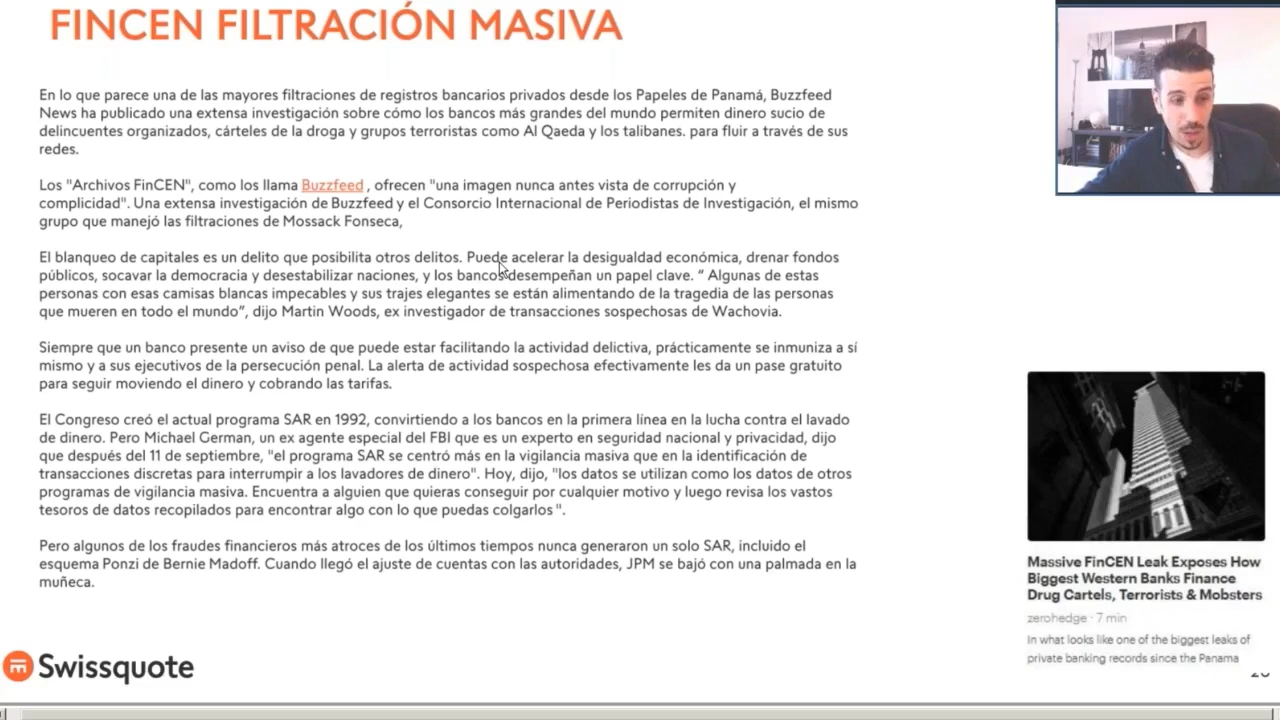 FINCEN FILTRACIÓN MASIVA
En lo que parece una de las mayores filtraciones de registros bancarios privados desde los Papeles de Panamá, Buzzfeed
News ha publicado una extensa investigación sobre cómo los bancos más grandes del mundo permiten dinero sucio de
delincuentes organizados, cárteles de la droga y grupos terroristas como Al Qaeda y los talibanes. para fluir a través de sus
redes.
Los "Archivos FinCEN", como los llama Buzzfeed , ofrecen "una imagen nunca antes vista de corrupción y
complicidad". Una extensa investigación de Buzzfeed y el Consorcio Internacional de Periodistas de Investigación, el mismo
grupo que manejó las filtraciones de Mossack Fonseca,
El blanqueo de capitales es un delito que posibilita otros delitos. Puede acelerar la desigualdad económica, drenar fondos
públicos, socavar la democracia y desestabilizar naciones, y los bancos desempeñan un papel clave. “ Algunas de estas
personas con esas camisas blancas impecables y sus trajes elegantes se están alimentando de la tragedia de las personas
que mueren en todo el mundo”, dijo Martin Woods, ex investigador de transacciones sospechosas de Wachovia.
Siempre que un banco presente un aviso de que puede estar facilitando la actividad delictiva, prácticamente se inmuniza a sí
mismo y a sus ejecutivos de la persecución penal. La alerta de actividad sospechosa efectivamente les da un pase gratuito
para seguir moviendo el dinero y cobrando las tarifas.
El Congreso creó el actual programa SAR en 1992, convirtiendo a los bancos en la primera línea en la lucha contra el lavado
de dinero. Pero Michael German, un ex agente especial del FBI que es un experto en seguridad nacional y privacidad, dijo
que después del 11 de septiembre, "el programa SAR se centró más en la vigilancia masiva que en la identificación de
transacciones discretas para interrumpir a los lavadores de dinero". Hoy, dijo, "los datos se utilizan como los datos de otros
programas de vigilancia masiva. Encuentra a alguien que quieras conseguir por cualquier motivo y luego revisa los vastos
tesoros de datos recopilados para encontrar algo con lo que puedas colgarlos ".
Pero algunos de los fraudes financieros más atroces de los últimos tiempos nunca generaron un solo SAR, incluido el
esquema Ponzi de Bernie Madoff. Cuando llegó el ajuste de cuentas con las autoridades, JPM se bajó con una palmada en la
muñeca.
Massive FinCEN Leak Exposes How
Biggest Western Banks Finance
Drug Cartels, Terrorists & Mobsters
zerohedge · 7 min
In what looks like one of the biggest leaks of
private banking records since the Panama
Swissquote